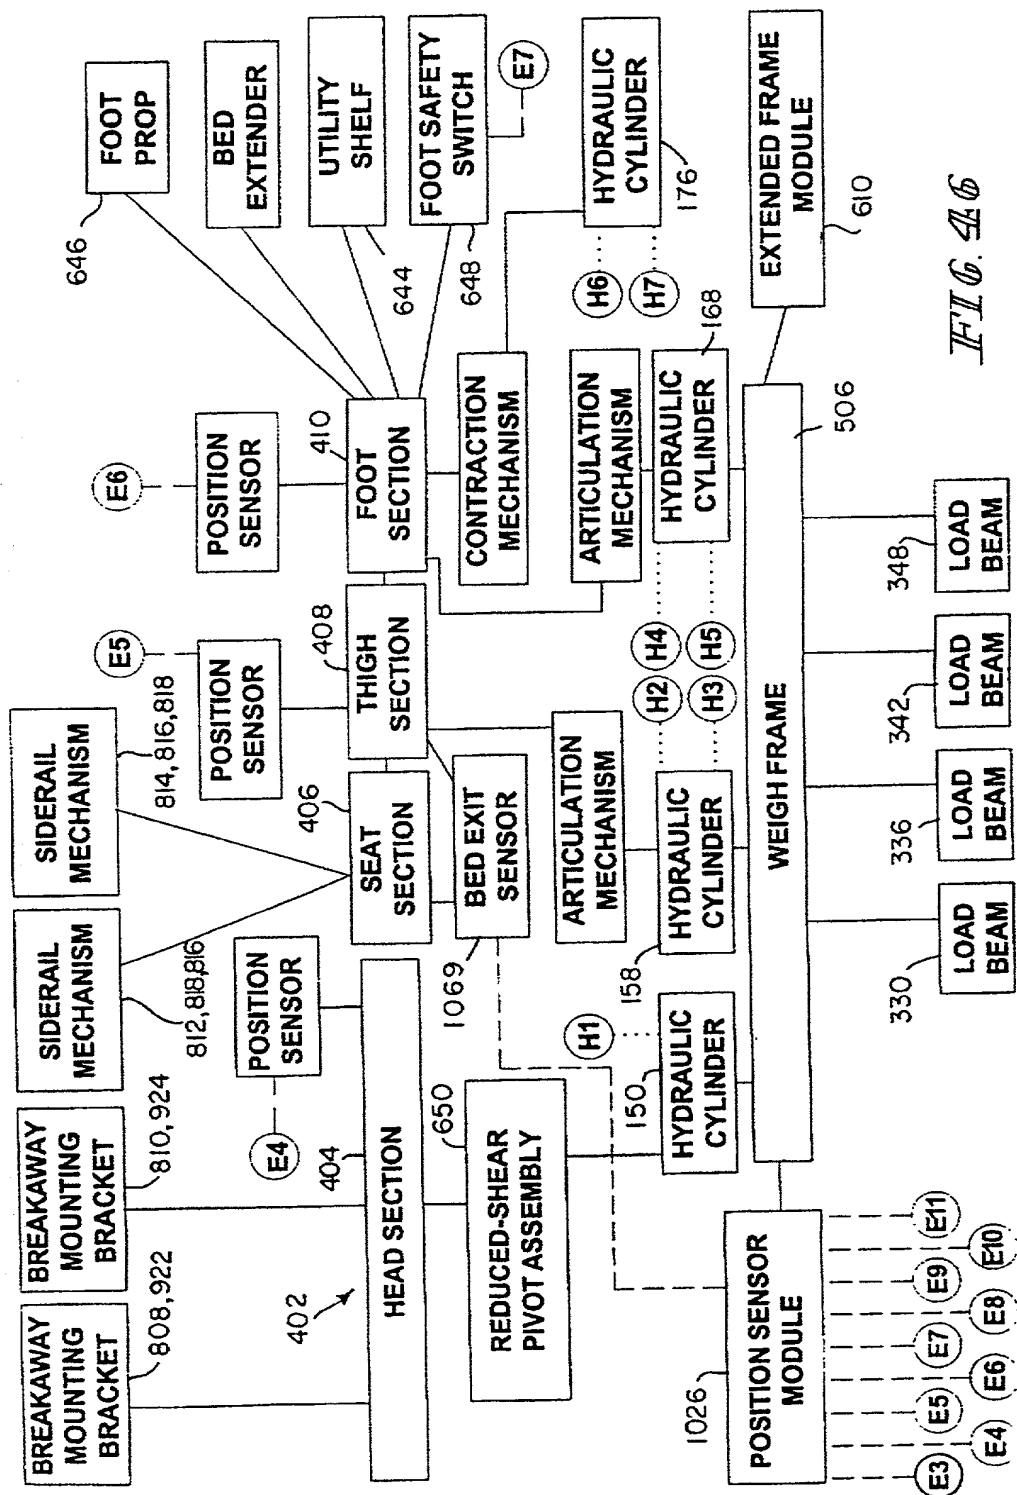 BREAKAWAY
MOUNTING
BRACKET
808,922
BREAKAWAY
MOUNTING
BRACKET
810,924
SIDERAIL
MECHANISM
812,818,816
SIDERAIL
MECHANISM
814,816,818
FOOT
PROP
646
BED
EXTENDER
UTILITY
SHELF
644
FOOT SAFETY
SWITCH
648
E7
E4
POSITION
SENSOR
E5
POSITION
SENSOR
E6
POSITION
SENSOR
402
HEAD SECTION
404
SEAT
SECTION
406
THIGH
SECTION
408
FOOT
SECTION
410
REDUCED-SHEAR
PIVOT ASSEMBLY
650
BED EXIT
SENSOR
1069
CONTRACTION
MECHANISM
HYDRAULIC
CYLINDER
176
H6
H7
ARTICULATION
MECHANISM
ARTICULATION
MECHANISM
H1
HYDRAULIC
CYLINDER
150
HYDRAULIC
CYLINDER
158
H2
H3
H4
H5
HYDRAULIC
CYLINDER
168
POSITION SENSOR
MODULE
1026
WEIGH FRAME
506
EXTENDED FRAME
MODULE
610
E3
E4
E5
E6
E7
E8
E9
E10
E11
LOAD
BEAM
330
LOAD
BEAM
336
LOAD
BEAM
342
LOAD
BEAM
348
FIG. 46